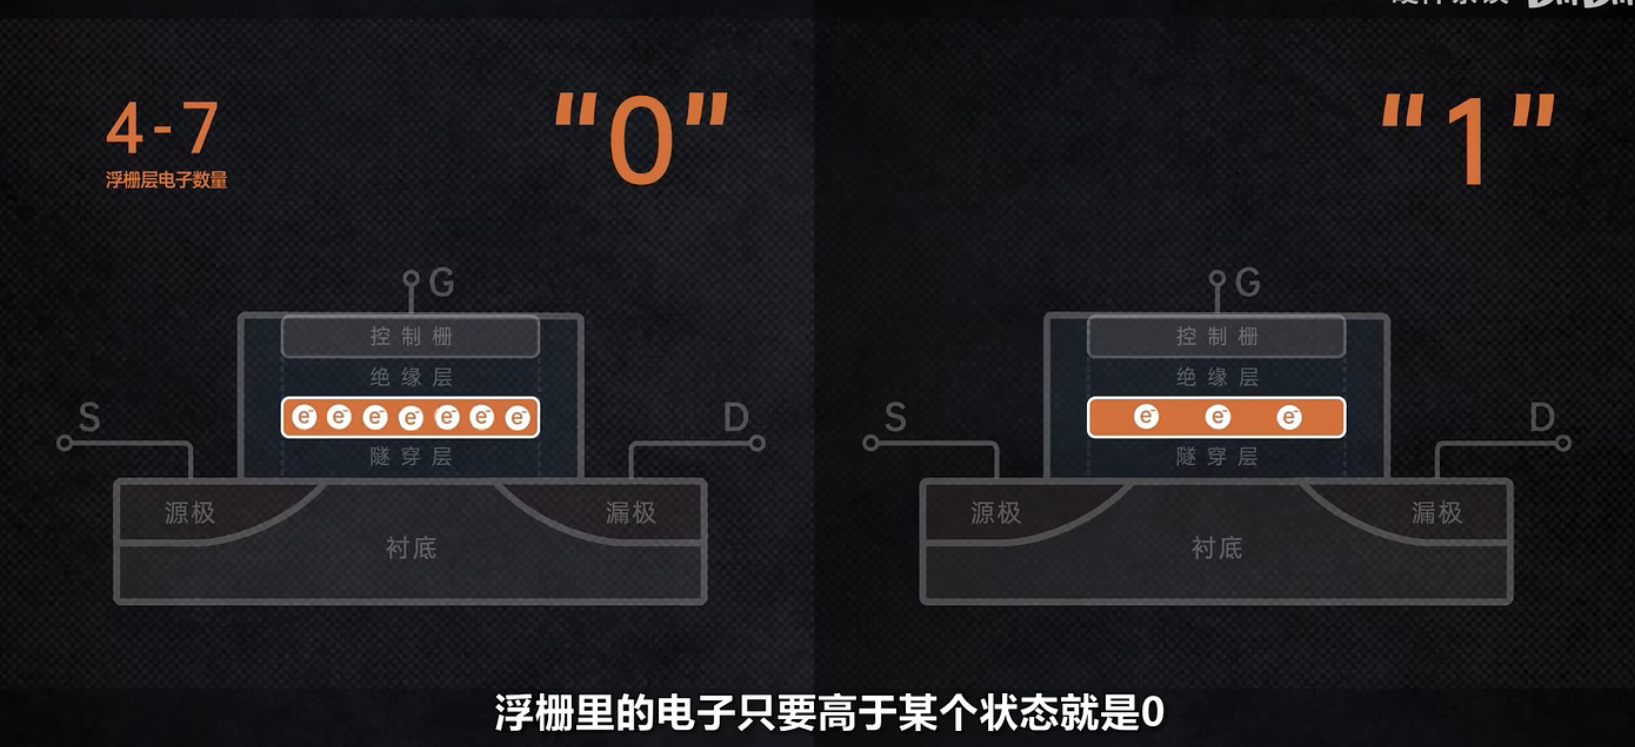 4-7
浮栅层电子数量
"0"
"1"
G
控制栅
绝缘层
e⁻ e⁻ e⁻ e⁻ e⁻ e⁻ e⁻
隧穿层
S
D
源极
漏极
衬底
G
控制栅
绝缘层
e⁻ e⁻ e⁻
隧穿层
S
D
源极
漏极
衬底
浮栅里的电子只要高于某个状态就是0